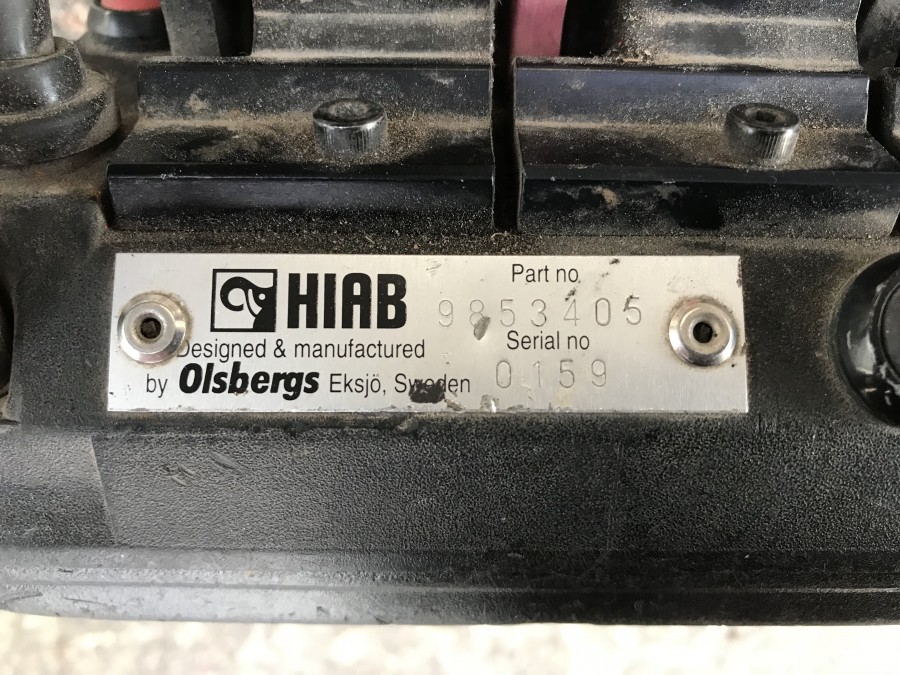 HIAB
Designed & manufactured
by Olsbergs Eksjö, Sweden
Part no
9853405
Serial no
0159